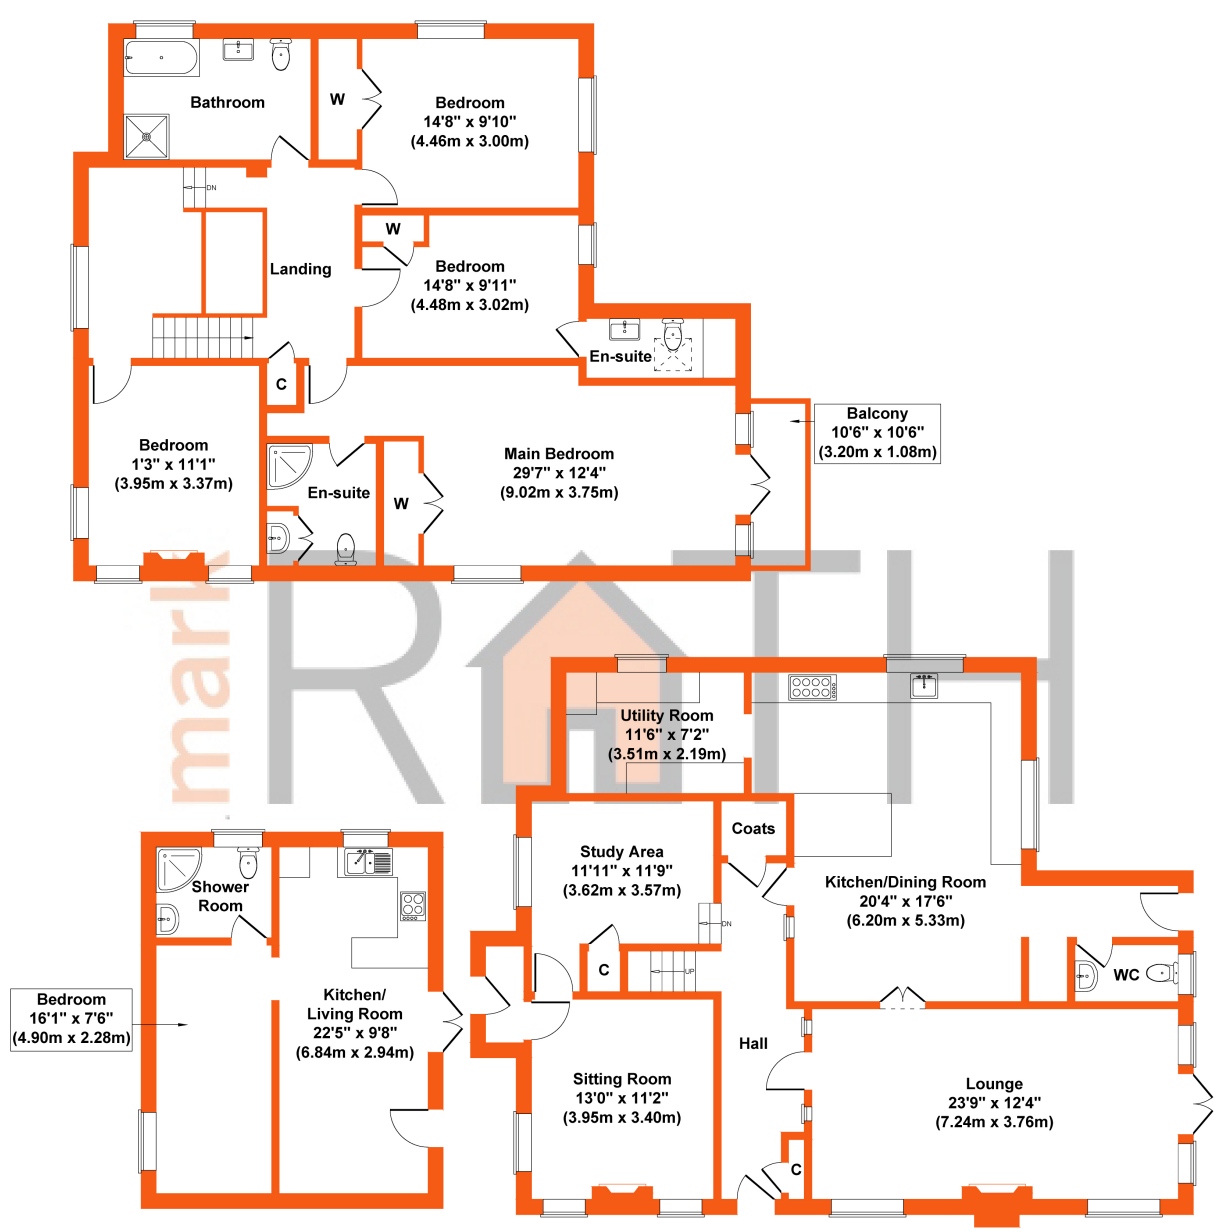 Bathroom
W
Bedroom
14'8" x 9'10"
(4.46m x 3.00m)
DN
W
Landing
Bedroom
14'8" x 9'11"
(4.48m x 3.02m)
En-suite
C
Balcony
10'6" x 10'6"
(3.20m x 1.08m)
Bedroom
1'3" x 11'1"
(3.95m x 3.37m)
Main Bedroom
29'7" x 12'4"
(9.02m x 3.75m)
En-suite
W
.mark
RATH
Utility Room
11'6" x 7'2"
(3.51m x 2.19m)
Coats
Study Area
11'11" x 11'9"
(3.62m x 3.57m)
Shower
Room
Kitchen/Dining Room
20'4" x 17'6"
(6.20m x 5.33m)
DN
C
UP
WC
Bedroom
16'1" x 7'6"
(4.90m x 2.28m)
Kitchen/
Living Room
22'5" x 9'8"
(6.84m x 2.94m)
Hall
Sitting Room
13'0" x 11'2"
(3.95m x 3.40m)
Lounge
23'9" x 12'4"
(7.24m x 3.76m)
C